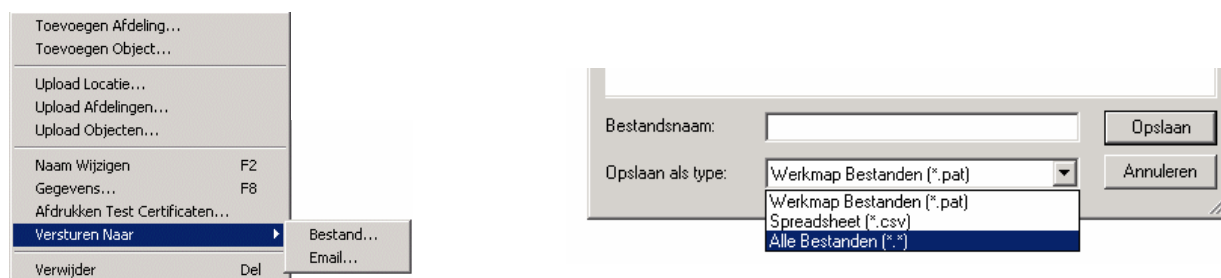 Toevoegen Afdeling...
Toevoegen Object...
Upload Locatie...
Upload Afdelingen...
Upload Objecten...
Naam Wijzigen F2
Gegevens... F8
Afdrukken Test Certificaten...
Versturen Naar
Bestand...
Email...
Verwijder Del
Bestandsnaam:
Opslaan
Opslaan als type:
Werkmap Bestanden (*.pat)
Annuleren
Werkmap Bestanden (*.pat)
Spreadsheet (*.csv)
Alle Bestanden (*.*)